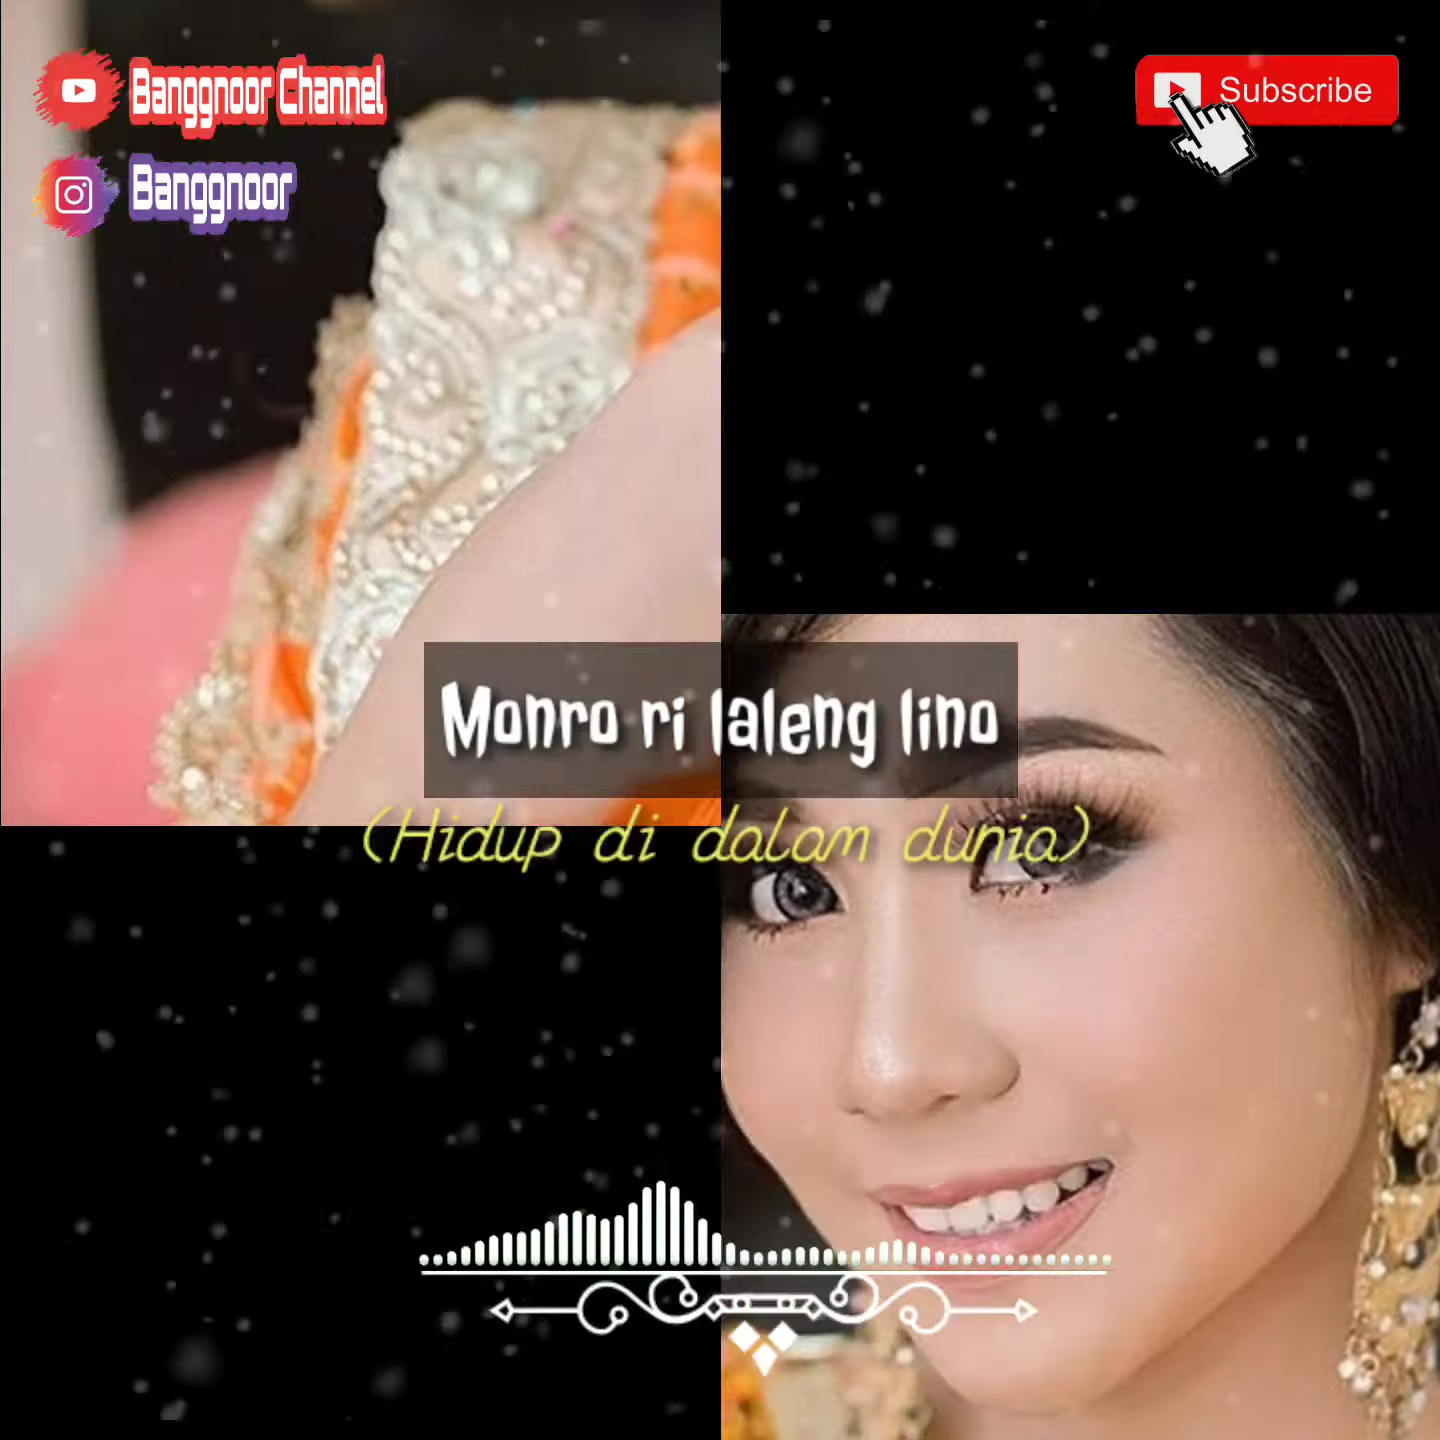 Banggnoor Channel
Subscribe
Banggnoor
Monro ri laleng lino
(Hidup di dalam dunia)